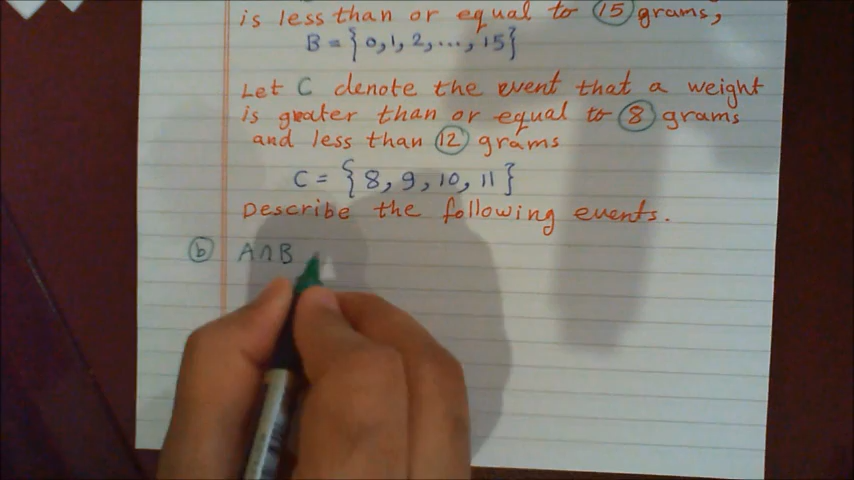 is less than or equal to 15 grams,
B = {0, 1, 2, ..., 15}
Let C denote the event that a weight
is greater than or equal to 8 grams
and less than 12 grams
C = {8, 9, 10, 11}
Describe the following events.
b A∩B